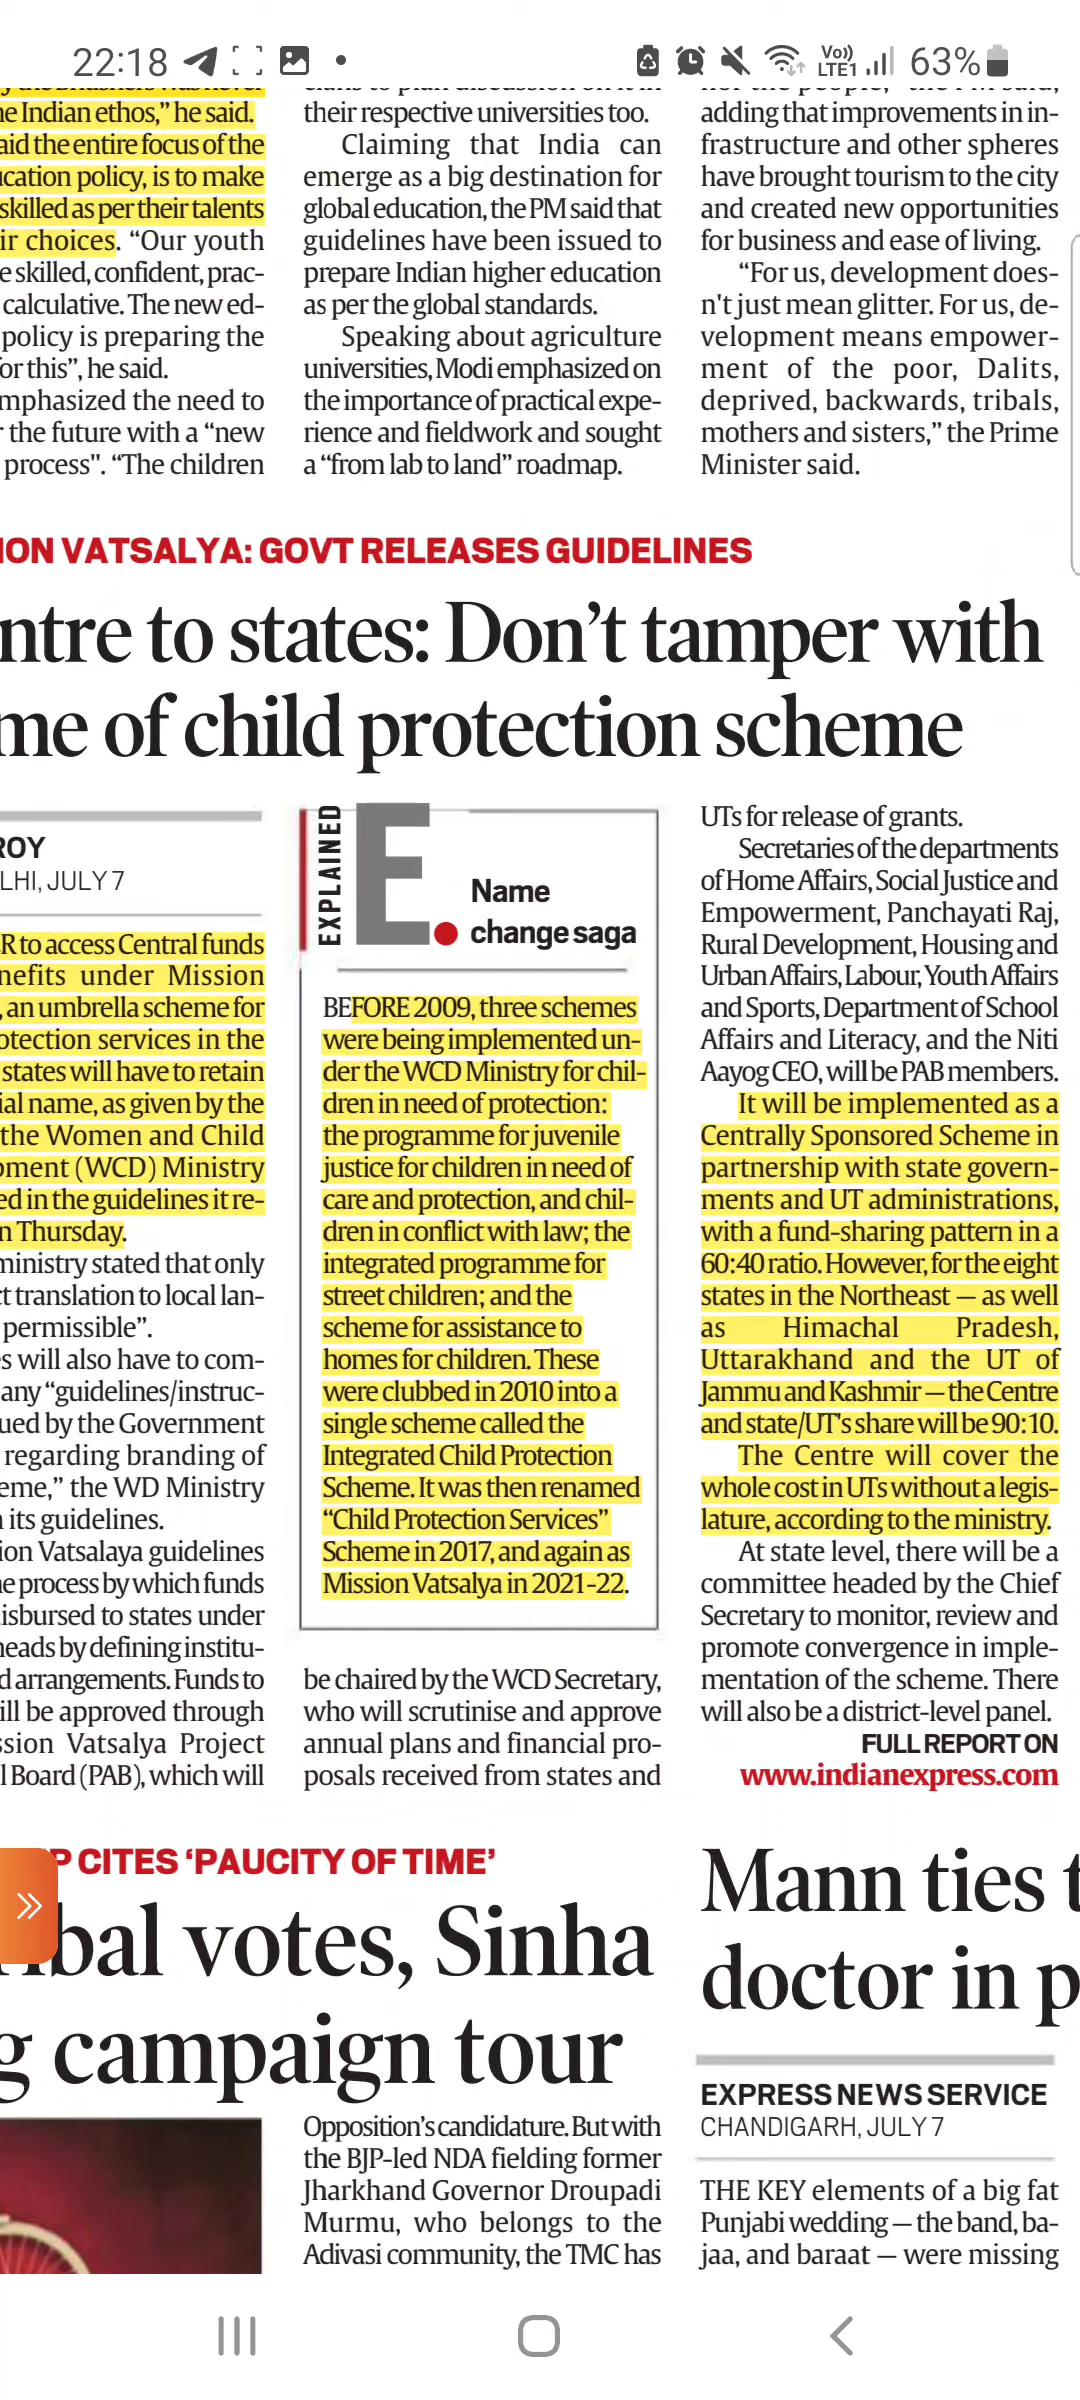 22:18
Vo))
LTE1
63%
he Indian ethos,” he said.
aid the entire focus of the
ucation policy, is to make
skilled as per their talents
ir choices. “Our youth
e skilled, confident, prac-
calculative. The new ed-
policy is preparing the
for this”, he said.
mphasized the need to
r the future with a “new
process". “The children
their respective universities too.
Claiming that India can
emerge as a big destination for
global education, the PM said that
guidelines have been issued to
prepare Indian higher education
as per the global standards.
Speaking about agriculture
universities, Modi emphasized on
the importance of practical expe-
rience and fieldwork and sought
a “from lab to land” roadmap.
adding that improvements in in-
frastructure and other spheres
have brought tourism to the city
and created new opportunities
for business and ease of living.
“For us, development does-
n't just mean glitter. For us, de-
velopment means empower-
ment of the poor, Dalits,
deprived, backwards, tribals,
mothers and sisters,” the Prime
Minister said.
ION VATSALYA: GOVT RELEASES GUIDELINES
ntre to states: Don’t tamper with
me of child protection scheme
ROY
LHI, JULY 7
R to access Central funds
nefits under Mission
, an umbrella scheme for
otection services in the
states will have to retain
ial name, as given by the
the Women and Child
pment (WCD) Ministry
ed in the guidelines it re-
n Thursday.
ministry stated that only
ct translation to local lan-
permissible”.
s will also have to com-
any “guidelines/instruc-
ued by the Government
regarding branding of
eme,” the WD Ministry
n its guidelines.
ion Vatsalaya guidelines
he process by which funds
disbursed to states under
heads by defining institu-
d arrangements. Funds to
ill be approved through
ssion Vatsalya Project
l Board (PAB), which will
EXPLAINED
E.
Name
change saga
BEFORE 2009, three schemes
were being implemented un-
der the WCD Ministry for chil-
dren in need of protection:
the programme for juvenile
justice for children in need of
care and protection, and chil-
dren in conflict with law; the
integrated programme for
street children; and the
scheme for assistance to
homes for children. These
were clubbed in 2010 into a
single scheme called the
Integrated Child Protection
Scheme. It was then renamed
“Child Protection Services”
Scheme in 2017, and again as
Mission Vatsalya in 2021-22.
be chaired by the WCD Secretary,
who will scrutinise and approve
annual plans and financial pro-
posals received from states and
UTs for release of grants.
Secretaries of the departments
of Home Affairs, Social Justice and
Empowerment, Panchayati Raj,
Rural Development, Housing and
Urban Affairs, Labour, Youth Affairs
and Sports, Department of School
Affairs and Literacy, and the Niti
Aayog CEO, will be PAB members.
It will be implemented as a
Centrally Sponsored Scheme in
partnership with state govern-
ments and UT administrations,
with a fund-sharing pattern in a
60:40 ratio. However, for the eight
states in the Northeast — as well
as Himachal Pradesh,
Uttarakhand and the UT of
Jammu and Kashmir — the Centre
and state/UT's share will be 90:10.
The Centre will cover the
whole cost in UTs without a legis-
lature, according to the ministry.
At state level, there will be a
committee headed by the Chief
Secretary to monitor, review and
promote convergence in imple-
mentation of the scheme. There
will also be a district-level panel.
FULL REPORT ON
www.indianexpress.com
P CITES ‘PAUCITY OF TIME’
bal votes, Sinha
g campaign tour
Opposition’s candidature. But with
the BJP-led NDA fielding former
Jharkhand Governor Droupadi
Murmu, who belongs to the
Adivasi community, the TMC has
Mann ties t
doctor in p
EXPRESS NEWS SERVICE
CHANDIGARH, JULY 7
THE KEY elements of a big fat
Punjabi wedding — the band, ba-
jaa, and baraat — were missing